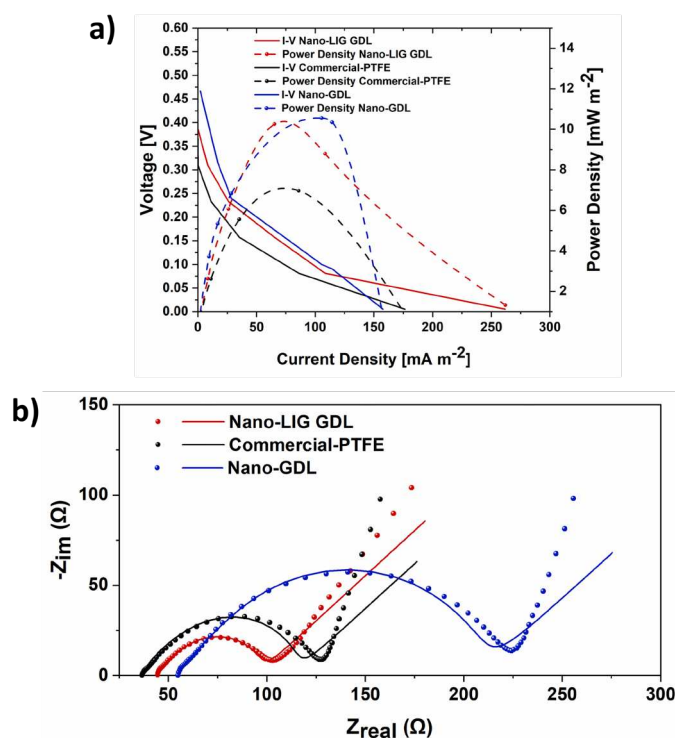 a)
0.60
0.55
0.50
0.45
0.40
0.35
0.30
0.25
0.20
0.15
0.10
0.05
0.00
Voltage [V]
I-V Nano-LIG GDL
Power Density Nano-LIG GDL
I-V Commercial-PTFE
Power Density Commercial-PTFE
I-V Nano-GDL
Power Density Nano-GDL
14
12
10
8
6
4
2
Power Density [mW m⁻²]
0 50 100 150 200 250 300
Current Density [mA m⁻²]
b)
150
100
50
0
-Zim (Ω)
Nano-LIG GDL
Commercial-PTFE
Nano-GDL
50 100 150 200 250 300
Zreal (Ω)